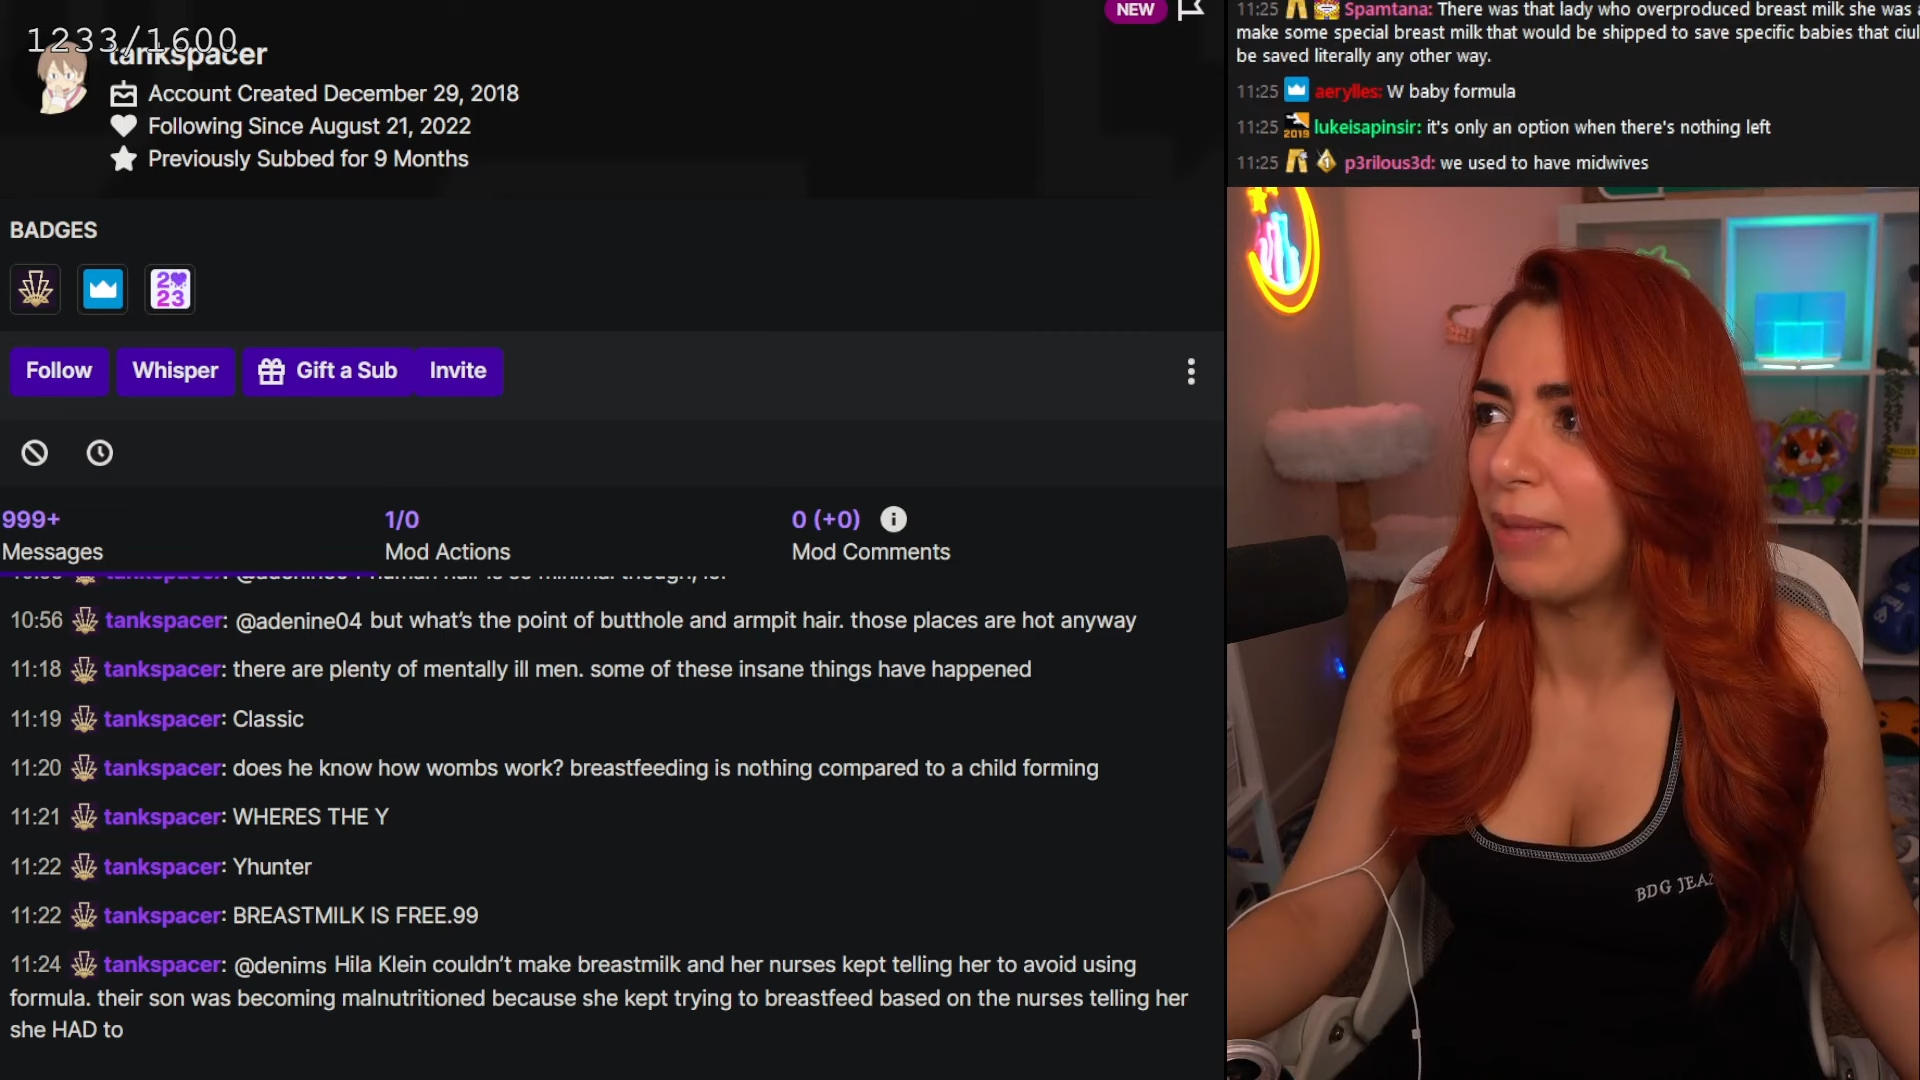 1233/1600
tankspacer
Account Created December 29, 2018
Following Since August 21, 2022
Previously Subbed for 9 Months
NEW
BADGES
2023
Follow
Whisper
Gift a Sub
Invite
999+
Messages
1/0
Mod Actions
0 (+0)
Mod Comments
10:56 tankspacer: @adenine04 but what's the point of butthole and armpit hair. those places are hot anyway
11:18 tankspacer: there are plenty of mentally ill men. some of these insane things have happened
11:19 tankspacer: Classic
11:20 tankspacer: does he know how wombs work? breastfeeding is nothing compared to a child forming
11:21 tankspacer: WHERES THE Y
11:22 tankspacer: Yhunter
11:22 tankspacer: BREASTMILK IS FREE.99
11:24 tankspacer: @denims Hila Klein couldn't make breastmilk and her nurses kept telling her to avoid using
formula. their son was becoming malnutritioned because she kept trying to breastfeed based on the nurses telling her
she HAD to
11:25 Spamtana: There was that lady who overproduced breast milk she was
make some special breast milk that would be shipped to save specific babies that ciul
be saved literally any other way.
11:25 aerylles: W baby formula
11:25 2019 lukeisapinsir: it's only an option when there's nothing left
11:25 1 p3rilous3d: we used to have midwives
BDG JEA